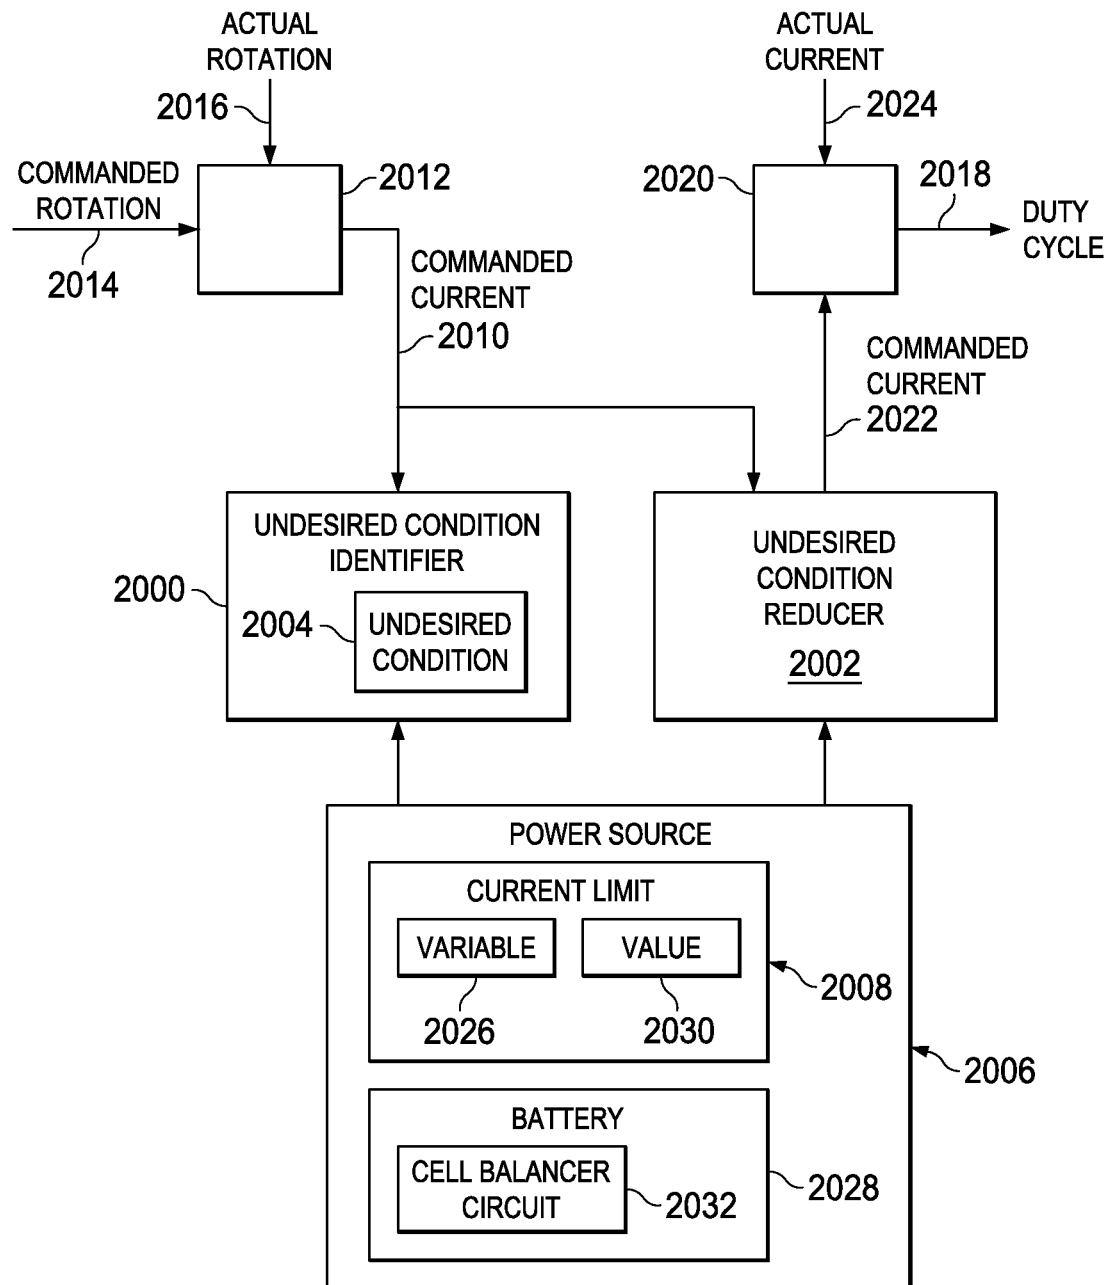 ACTUAL
ROTATION
2016
COMMANDED
ROTATION
2014
2012
COMMANDED
CURRENT
2010
ACTUAL
CURRENT
2024
2020
2018
DUTY
CYCLE
COMMANDED
CURRENT
2022
UNDESIRED CONDITION
IDENTIFIER
2000
2004
UNDESIRED
CONDITION
UNDESIRED
CONDITION
REDUCER
2002
POWER SOURCE
CURRENT LIMIT
VARIABLE
VALUE
2026
2030
2008
2006
BATTERY
CELL BALANCER
CIRCUIT
2032
2028